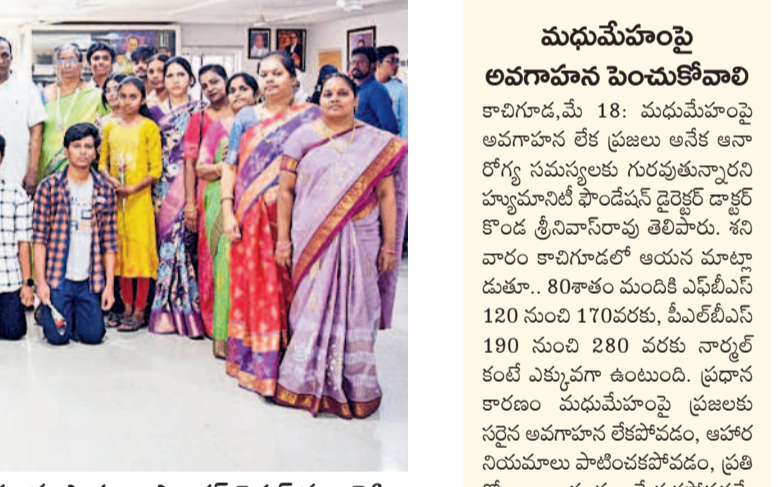 మధుమేహంపై
అవగాహన పెంచుకోవాలి
కాచిగూడ,మే 18: మధుమేహంపై
అవగాహన లేక ప్రజలు అనేక ఆనా
రోగ్య సమస్యలకు గురవుతున్నారని
హ్యుమానిటీ ఫౌండేషన్ డైరెక్టర్ డాక్టర్
కొండ శ్రీనివాస్‌రావు తెలిపారు. శని
వారం కాచిగూడలో ఆయన మాట్లా
డుతూ.. 80శాతం మందికి ఎఫ్‌బీఎస్
120 నుంచి 170వరకు, పీఎల్‌బీఎస్
190 నుంచి 280 వరకు నార్మల్
కంటే ఎక్కువగా ఉంటుంది. ప్రధాన
కారణం మధుమేహంపై ప్రజలకు
సరైన అవగాహన లేకపోవడం, ఆహార
నియమాలు పాటించకపోవడం, ప్రతి